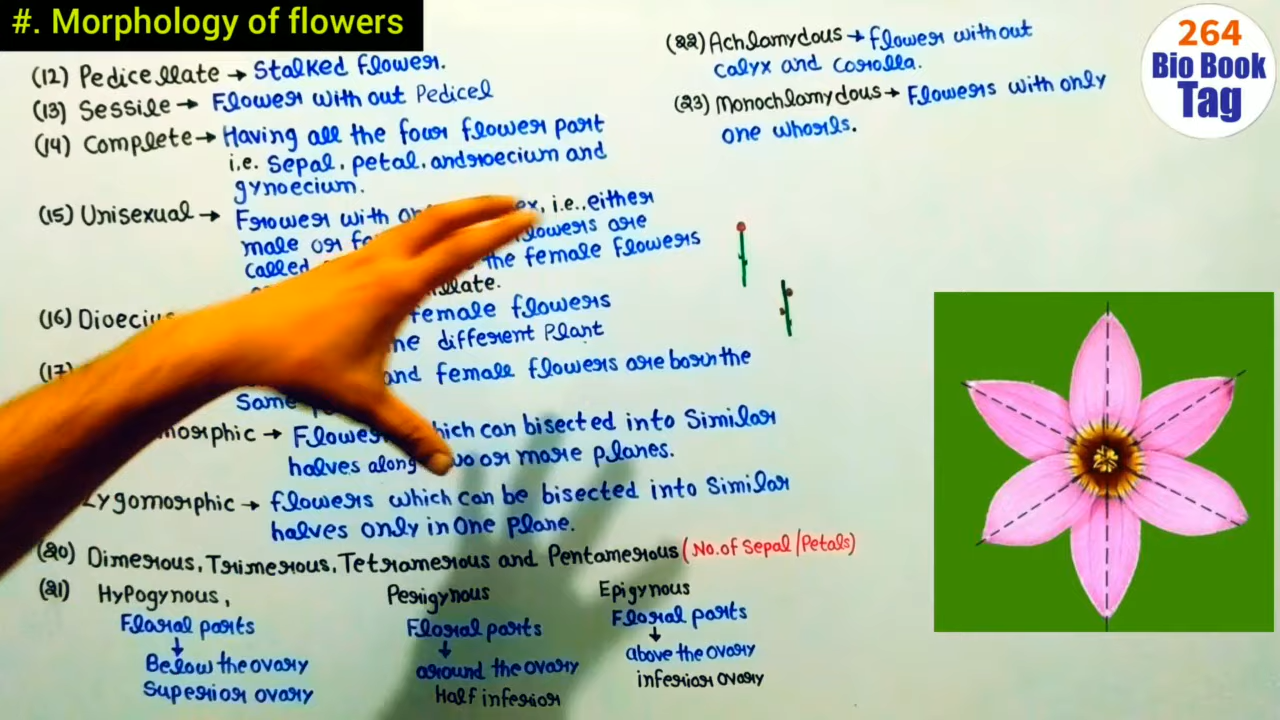 #. Morphology of flowers
(12) Pedicellate → Stalked flower.
(13) Sessile → Flower with out Pedicel
(14) Complete → Having all the four flower part
i.e. Sepal, petal, androecium and
gynoecium.
(15) Unisexual → Frower with i.e., either
male or flowers are
Called the female flowers
(16) female flowers
different Plant
(17) and female flowers are born the
Same
→ which can bisected into Similar
halves along or more planes.
Zygomorphic → flowers which can be bisected into Similar
halves only in One plane.
(20) Dimerous, Trimerous, Tetramerous and Pentamerous (No. of Sepal/Petals)
(21) HyPogynous, Perigynous Epigynous
Flaral parts Floral parts Floral parts
↓ ↓ ↓
Below the ovary around the ovary above the ovary
Superior ovary Half inferior inferior ovary
(22) Achlamydous → flower without
calyx and corolla.
(23) Monochlamydous → Flowers with only
one whorls.
264
Bio Book
Tag